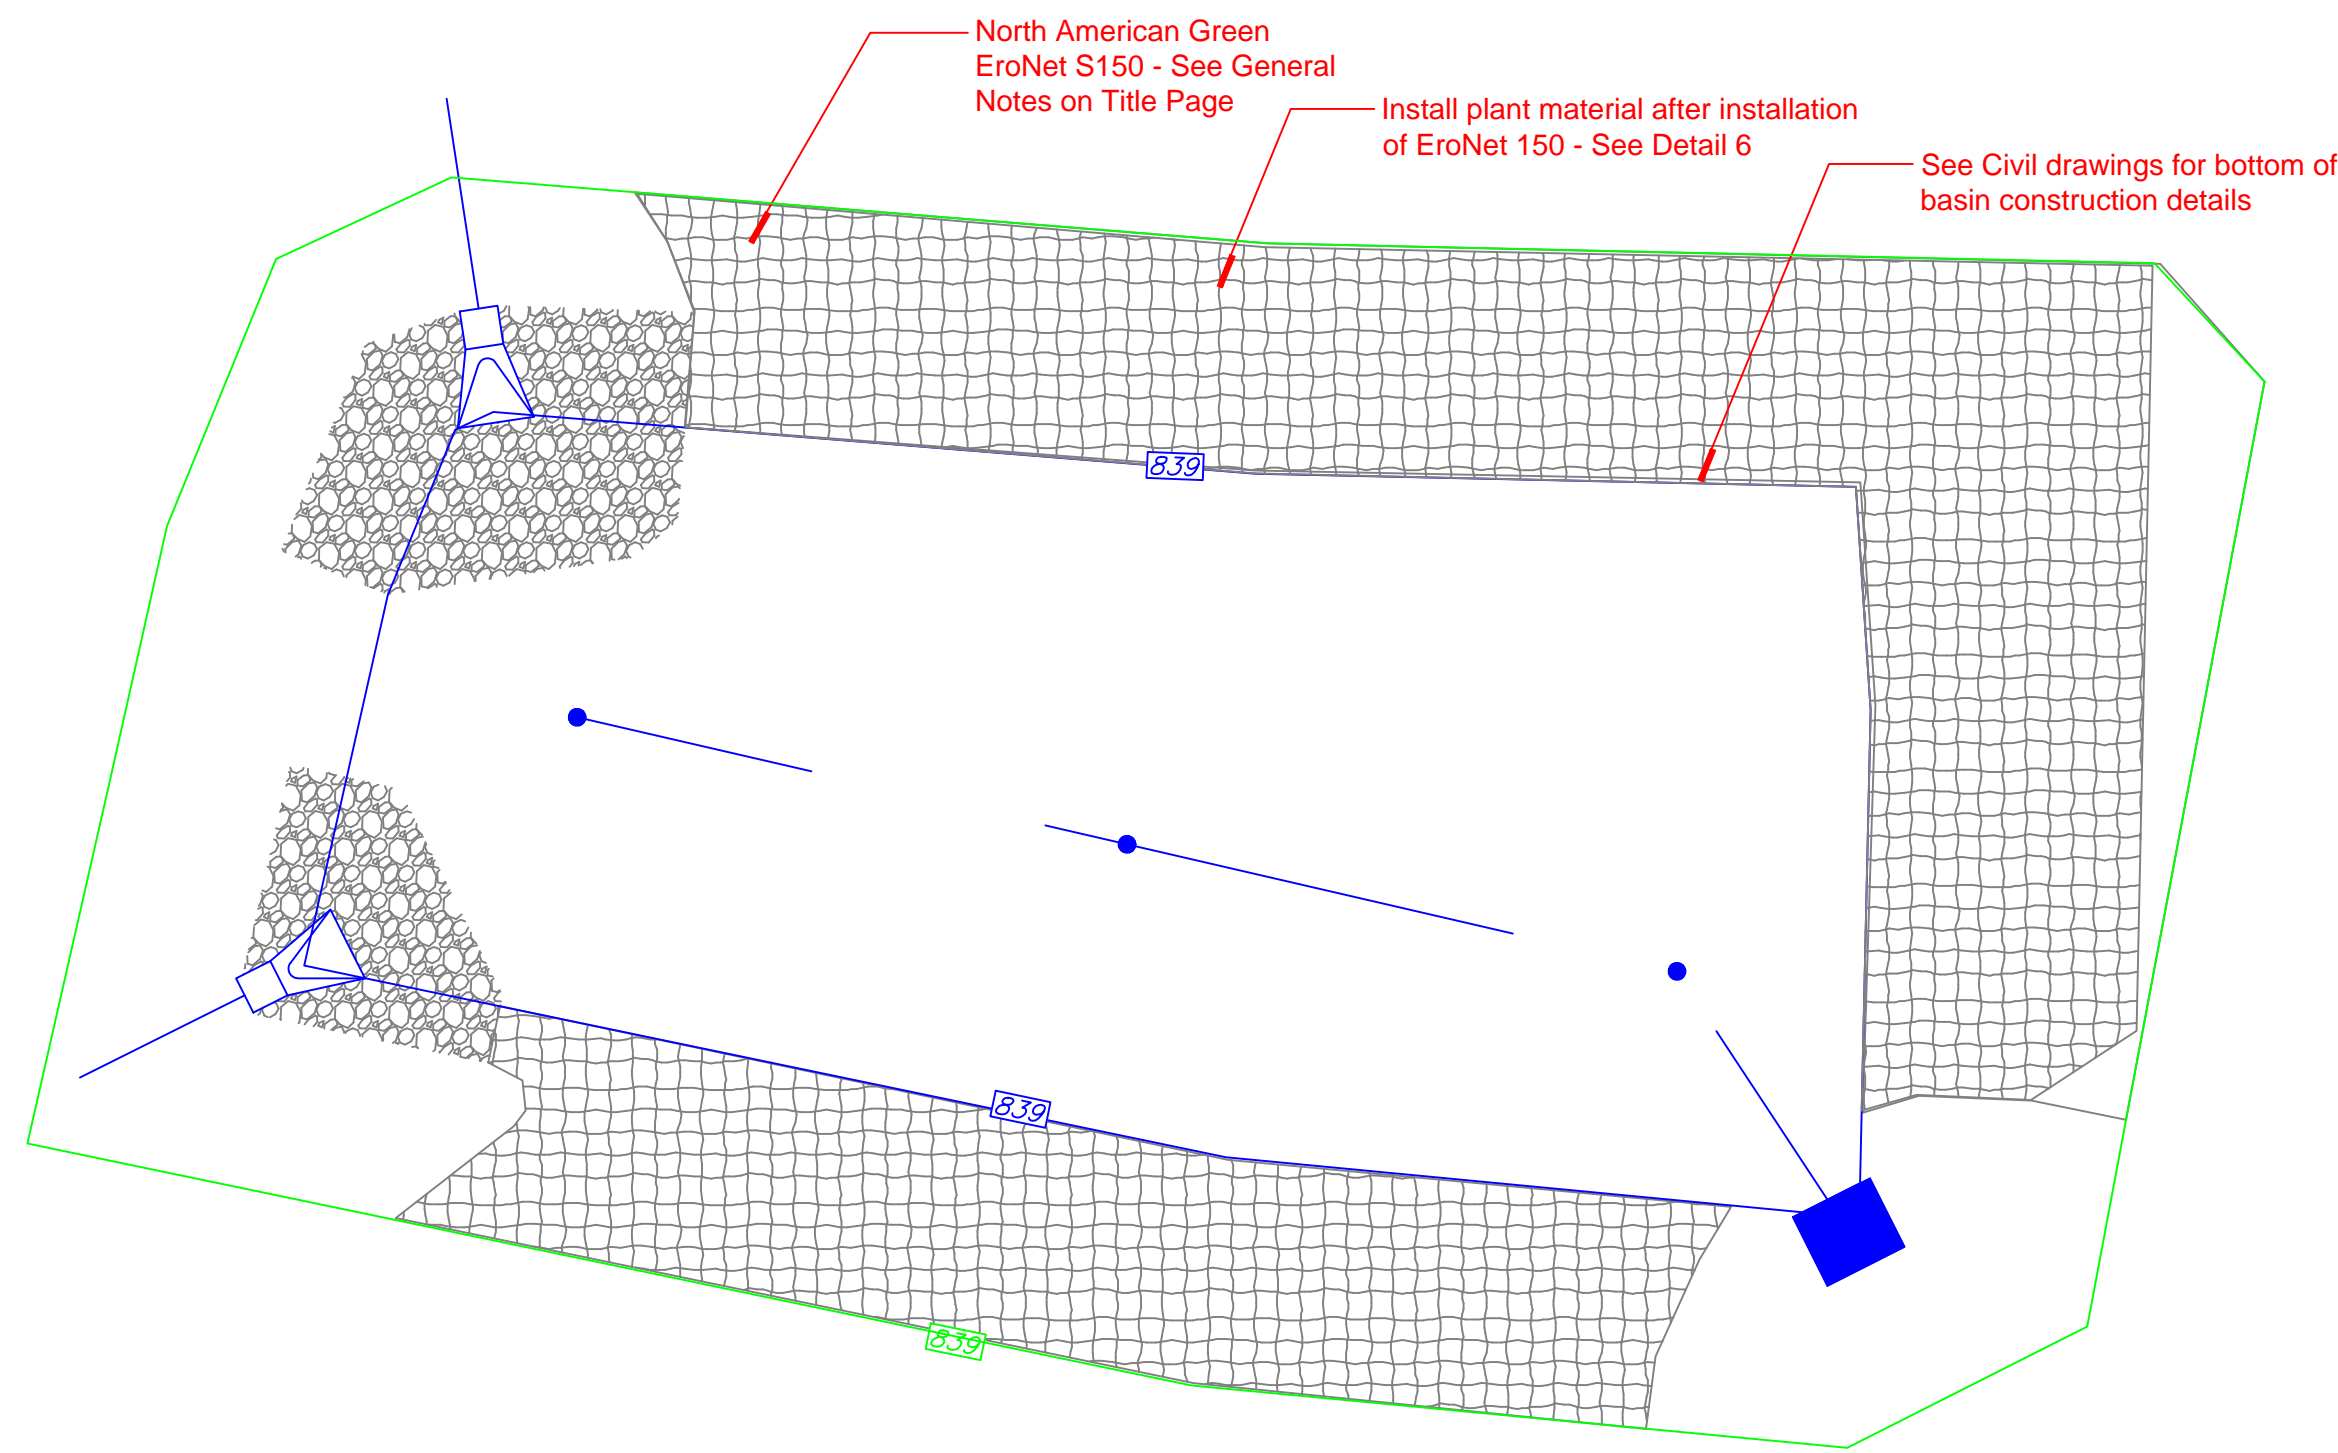 North American Green
EroNet S150 - See General
Notes on Title Page
Install plant material after installation
of EroNet 150 - See Detail 6
See Civil drawings for bottom of
basin construction details
839
839
839